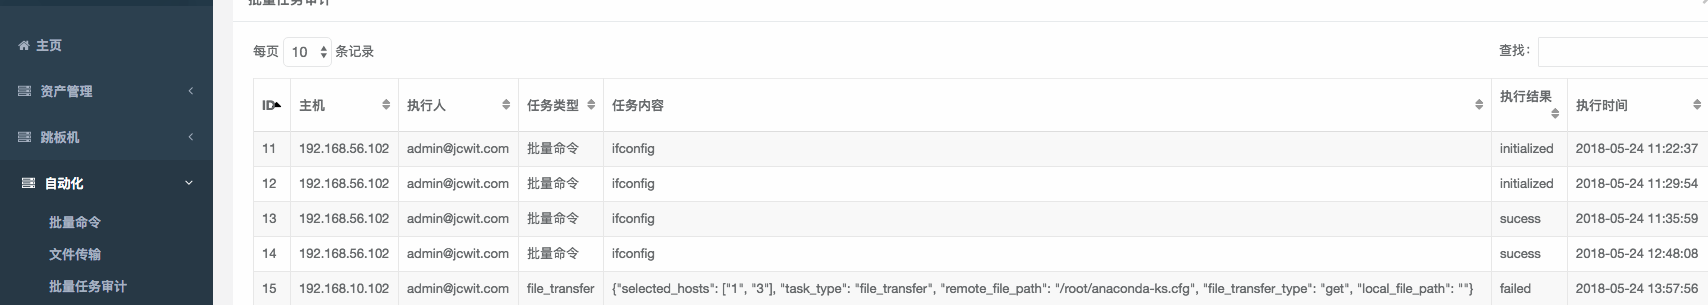 批量任务审计
主页
资产管理
跳板机
自动化
批量命令
文件传输
批量任务审计
每页 10 条记录
查找:
ID 主机 执行人 任务类型 任务内容 执行结果 执行时间
11 192.168.56.102 admin@jcwit.com 批量命令 ifconfig initialized 2018-05-24 11:22:37
12 192.168.56.102 admin@jcwit.com 批量命令 ifconfig initialized 2018-05-24 11:29:54
13 192.168.56.102 admin@jcwit.com 批量命令 ifconfig sucess 2018-05-24 11:35:59
14 192.168.56.102 admin@jcwit.com 批量命令 ifconfig sucess 2018-05-24 12:48:08
15 192.168.10.102 admin@jcwit.com file_transfer {"selected_hosts": ["1", "3"], "task_type": "file_transfer", "remote_file_path": "/root/anaconda-ks.cfg", "file_transfer_type": "get", "local_file_path": ""} failed 2018-05-24 13:57:56